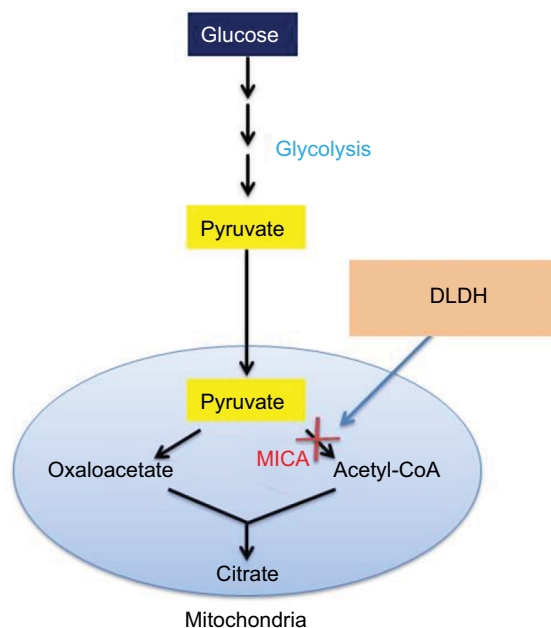 Glucose
Glycolysis
Pyruvate
DLDH
Pyruvate
MICA
Oxaloacetate
Acetyl-CoA
Citrate
Mitochondria